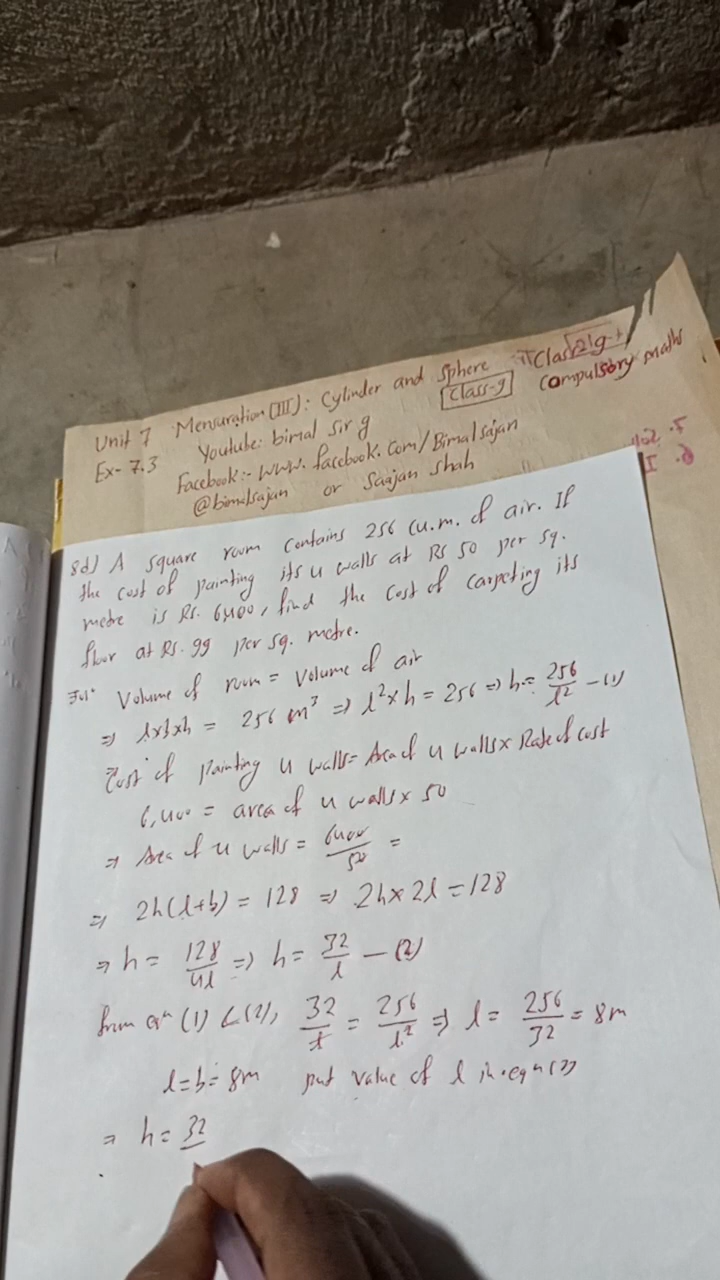 Unit 7 Mensuration (III): Cylinder and Sphere
Class-9 Compulsory maths
Ex- 7.3 Youtube: bimal sir g
Facebook:- www.facebook.com/Bimalsajan
@bimalsajan or Saajan Shah
8d) A square room contains 256 cu.m. of air. If
the cost of painting its 4 walls at Rs 50 per sq.
metre is Rs. 6400, find the cost of carpeting its
floor at Rs. 99 per sq. metre.
Volume of room = Volume of air
⇒ l×b×h = 256 m³ ⇒ l²×h = 256 ⇒ h = 256/l² – (1)
Cost of painting 4 walls = Area of 4 walls × Rate of cost
6,400 = area of 4 walls × 50
⇒ Area of 4 walls = 6400/50 =
⇒ 2h(l+b) = 128 ⇒ 2h×2l = 128
⇒ h = 128/4l ⇒ h = 32/l – (2)
from eqn (1) & (2), 32/l = 256/l² ⇒ l = 256/32 = 8m
l=b= 8m put value of l in eqn (2)
⇒ h = 32